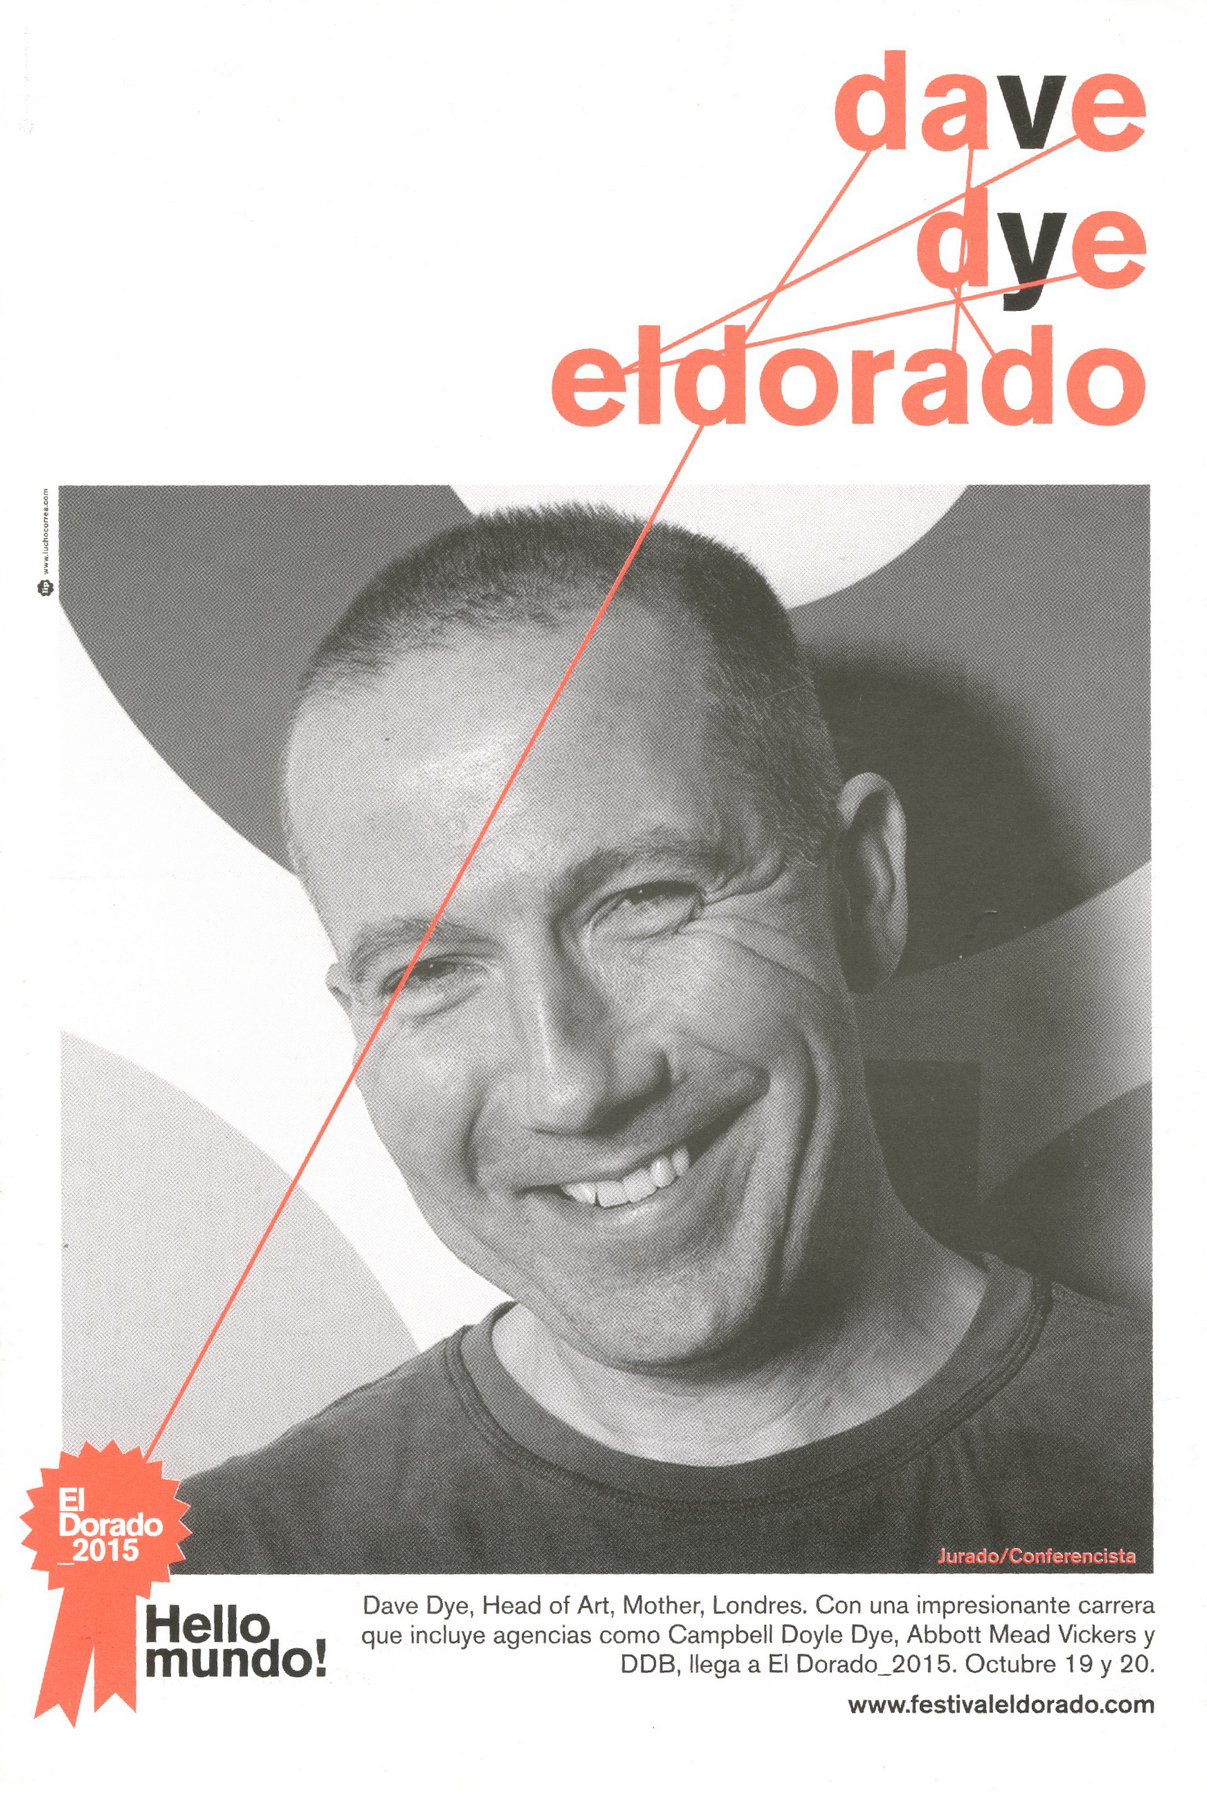 dave
dye
eldorado
www.luchocorrea.com
El
Dorado
_2015
Jurado/Conferencista
Hello
mundo!
Dave Dye, Head of Art, Mother, Londres. Con una impresionante carrera
que incluye agencias como Campbell Doyle Dye, Abbott Mead Vickers y
DDB, llega a El Dorado_2015. Octubre 19 y 20.
www.festivaleldorado.com